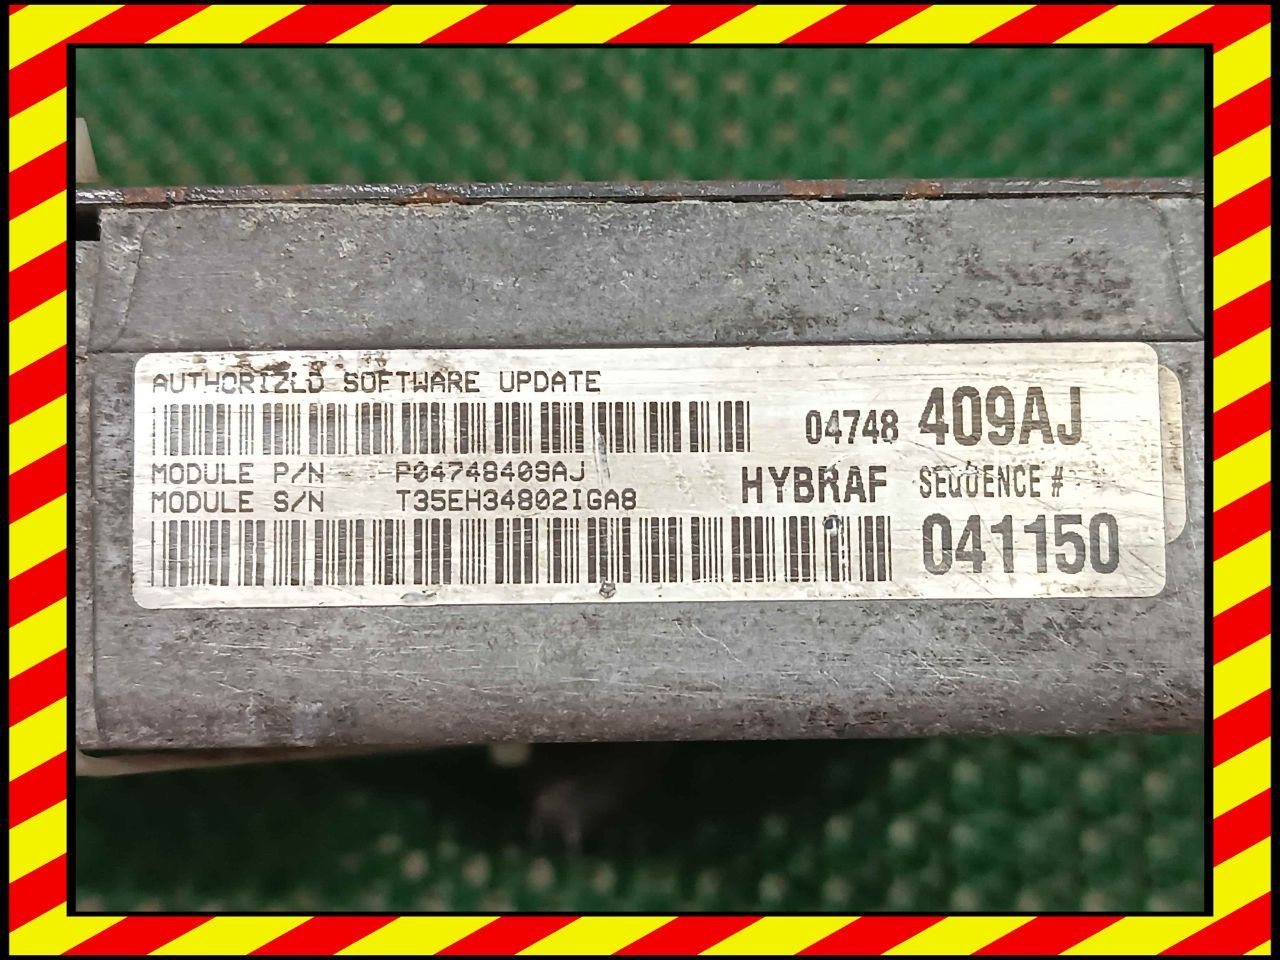 AUTHORIZED SOFTWARE UPDATE
04748 409AJ
MODULE P/N P04748409AJ
MODULE S/N T35EH34802IGA8
HYBRAF SEQUENCE #
041150